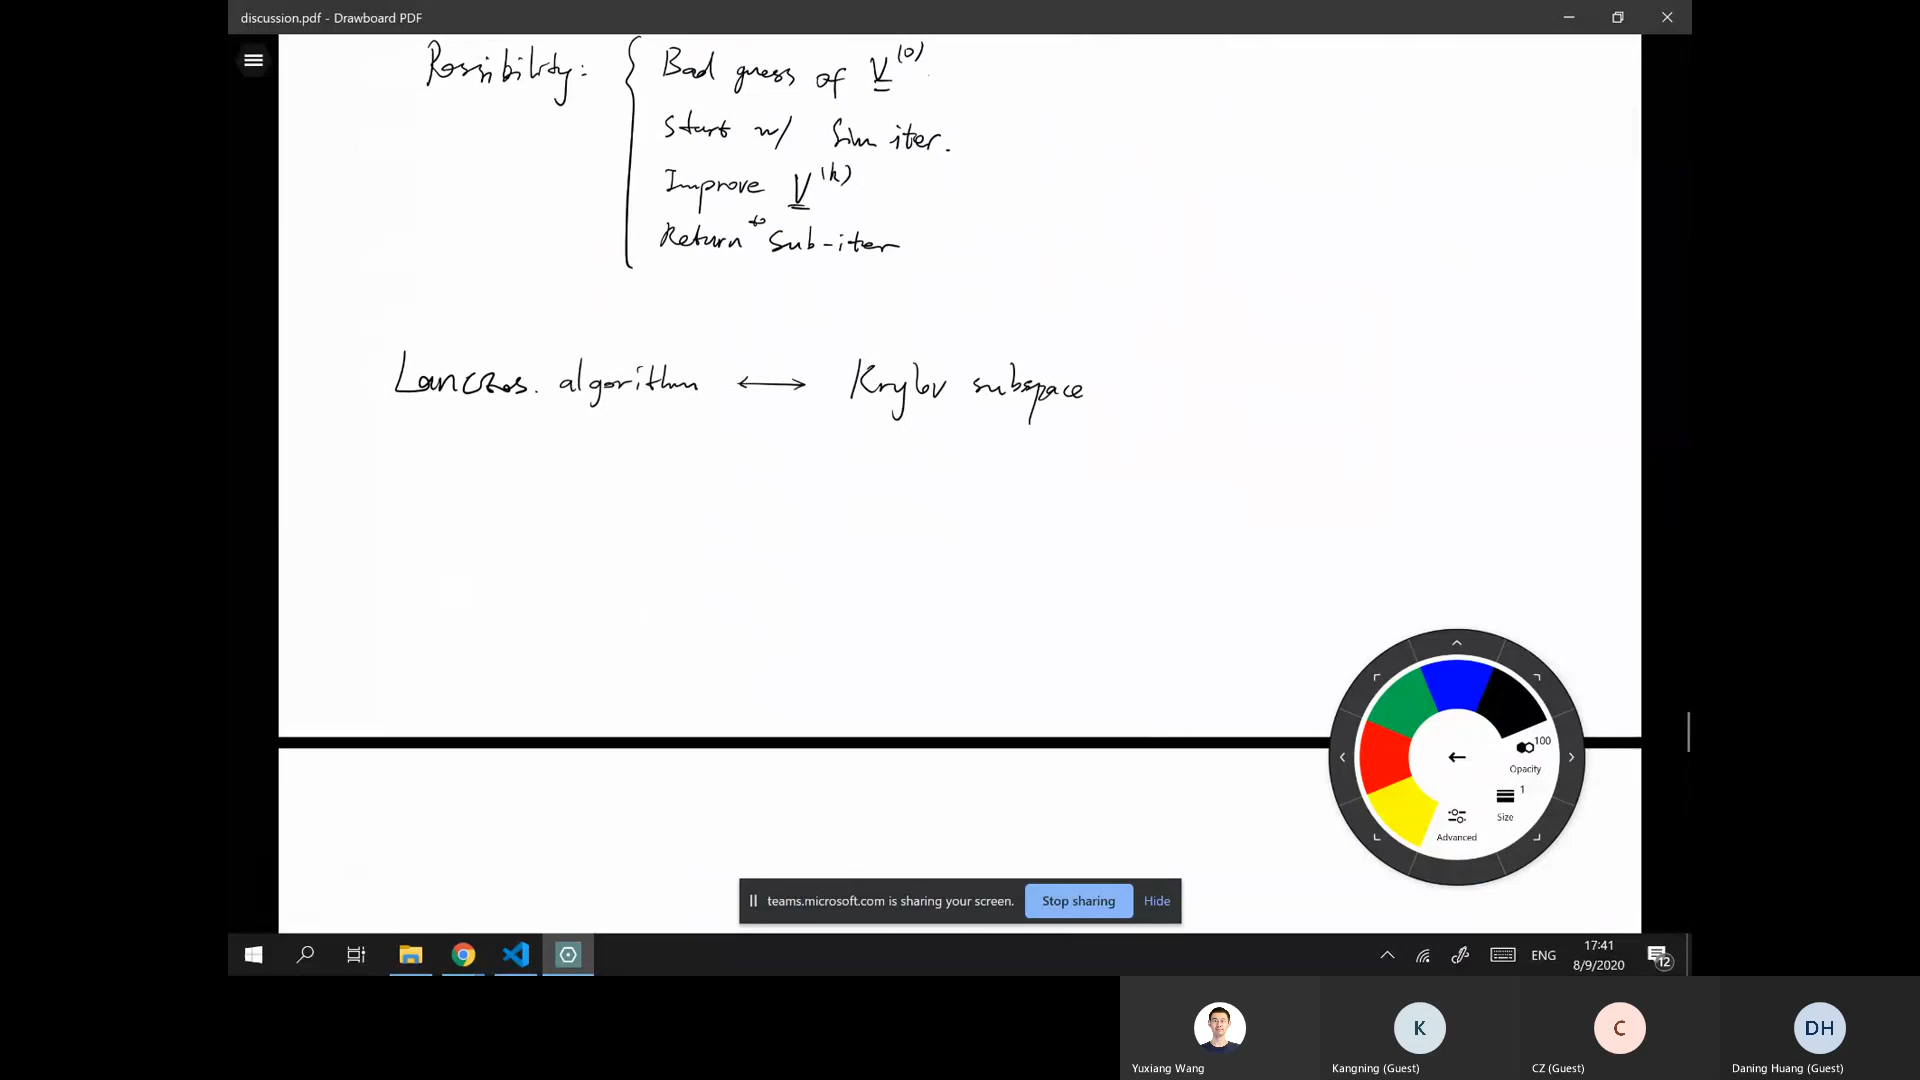 discussion.pdf - Drawboard PDF
Possibility:
Bad guess of V^(0)
Start w/ Sim iter.
Improve V^(k)
Return to Sub-iter
Lanczos. algorithm ⟷ Krylov subspace
100
Opacity
1
Size
Advanced
teams.microsoft.com is sharing your screen.
Stop sharing
Hide
ENG
17:41
8/9/2020
12
K
C
DH
Yuxiang Wang
Kangning (Guest)
CZ (Guest)
Daning Huang (Guest)